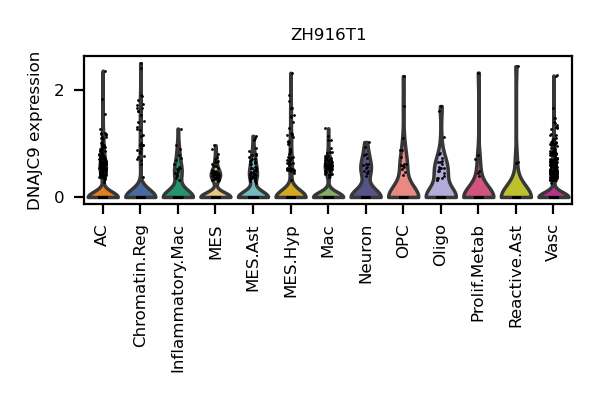 ZH916T1
DNAJC9 expression
2
0
AC
Chromatin.Reg
Inflammatory.Mac
MES
MES.Ast
MES.Hyp
Mac
Neuron
OPC
Oligo
Prolif.Metab
Reactive.Ast
Vasc